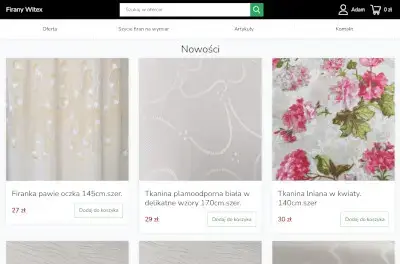 Firany Witex
Szukaj w ofercie
Adam
0 zł
Oferta
Szycie firan na wymiar
Artykuły
Kontakt
Nowości
Firanka pawie oczka 145cm.szer.
27 zł
Dodaj do koszyka
Tkanina plamoodporna biała w
delikatne wzory 170cm.szer.
29 zł
Dodaj do koszyka
Tkanina lniana w kwiaty.
140cm.szer
30 zł
Dodaj do koszyka